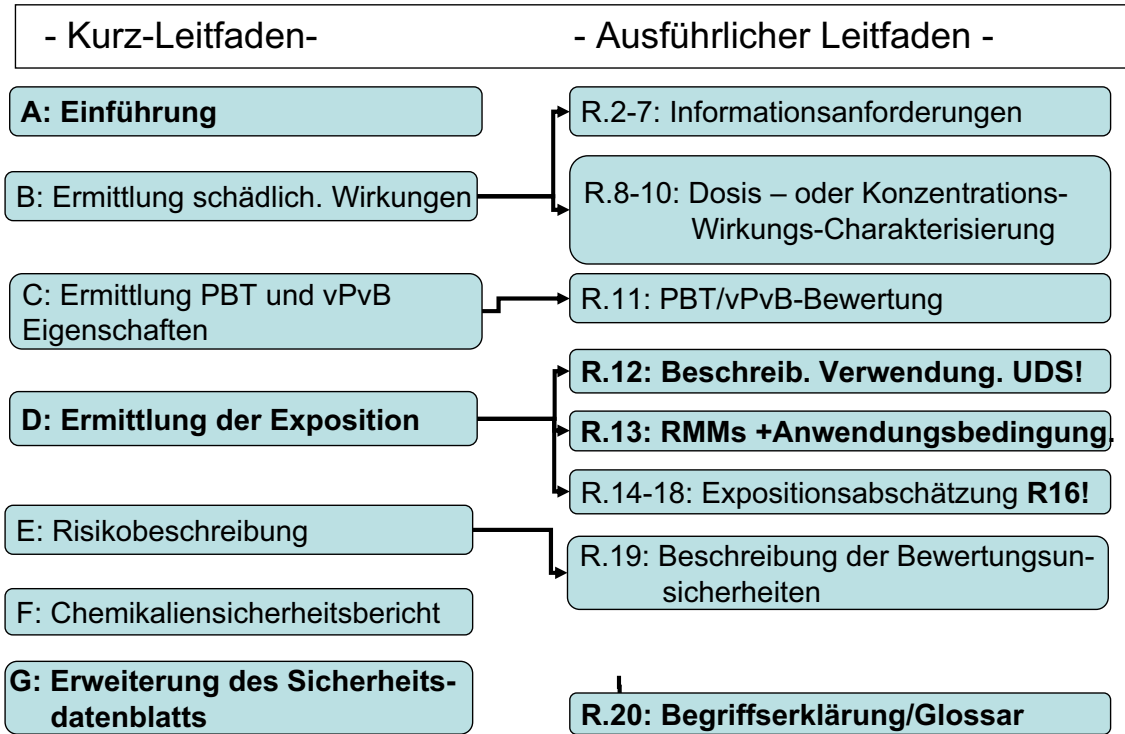 - Kurz-Leitfaden-
- Ausführlicher Leitfaden -
A: Einführung
B: Ermittlung schädlich. Wirkungen
C: Ermittlung PBT und vPvB
Eigenschaften
D: Ermittlung der Exposition
E: Risikobeschreibung
F: Chemikaliensicherheitsbericht
G: Erweiterung des Sicherheits-
datenblatts
R.2-7: Informationsanforderungen
R.8-10: Dosis – oder Konzentrations-
Wirkungs-Charakterisierung
R.11: PBT/vPvB-Bewertung
R.12: Beschreib. Verwendung. UDS!
R.13: RMMs +Anwendungsbedingung.
R.14-18: Expositionsabschätzung R16!
R.19: Beschreibung der Bewertungsun-
sicherheiten
R.20: Begriffserklärung/Glossar